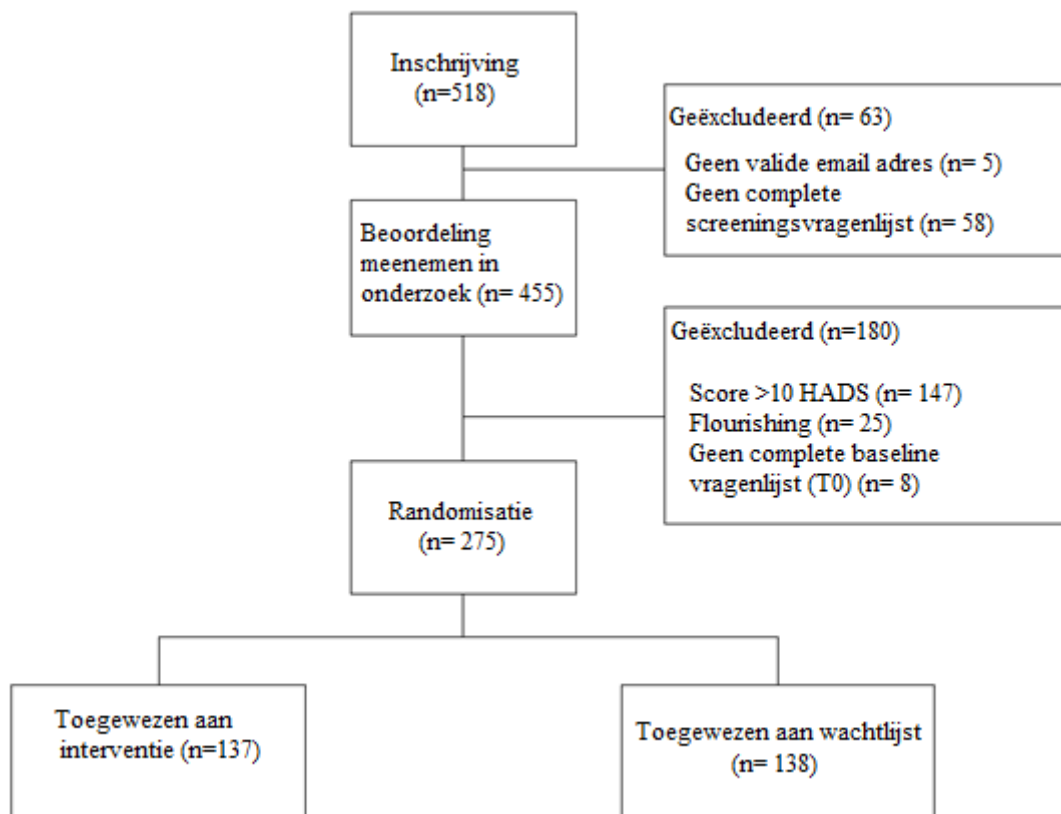 Inschrijving
(n=518)
Geëxcludeerd (n= 63)
Geen valide email adres (n= 5)
Geen complete
screeningsvragenlijst (n= 58)
Beoordeling
meenemen in
onderzoek (n= 455)
Geëxcludeerd (n=180)
Score >10 HADS (n= 147)
Flourishing (n= 25)
Geen complete baseline
vragenlijst (T0) (n= 8)
Randomisatie
(n= 275)
Toegewezen aan
interventie (n=137)
Toegewezen aan wachtlijst
(n= 138)